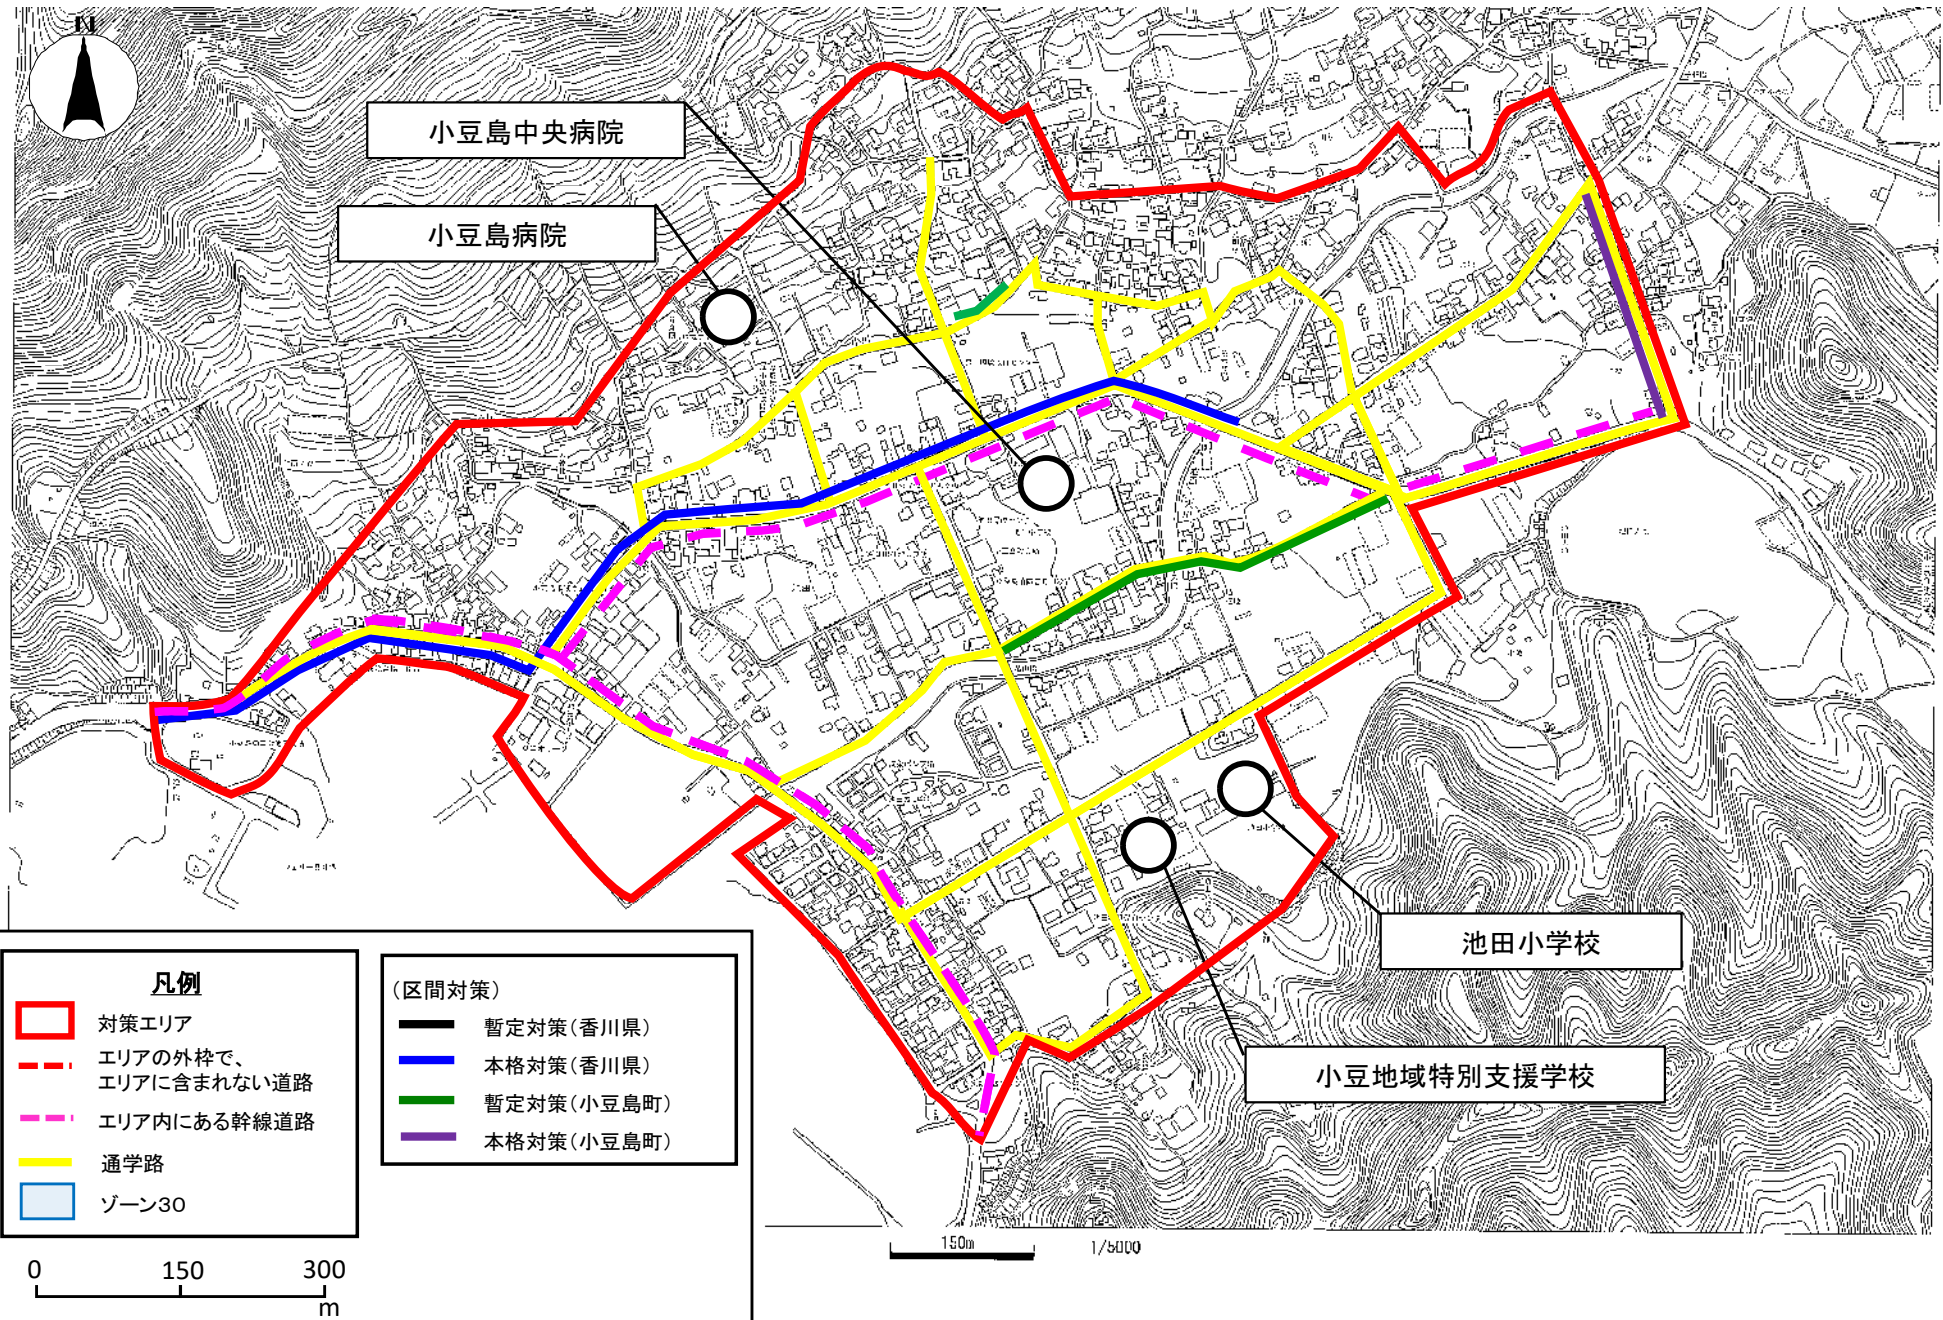 N
小豆島中央病院
小豆島病院
池田小学校
小豆地域特別支援学校
凡例
対策エリア
エリアの外枠で、
エリアに含まれない道路
エリア内にある幹線道路
通学路
ゾーン30
(区間対策)
暫定対策(香川県)
本格対策(香川県)
暫定対策(小豆島町)
本格対策(小豆島町)
0 150 300
m
150m 1/5000